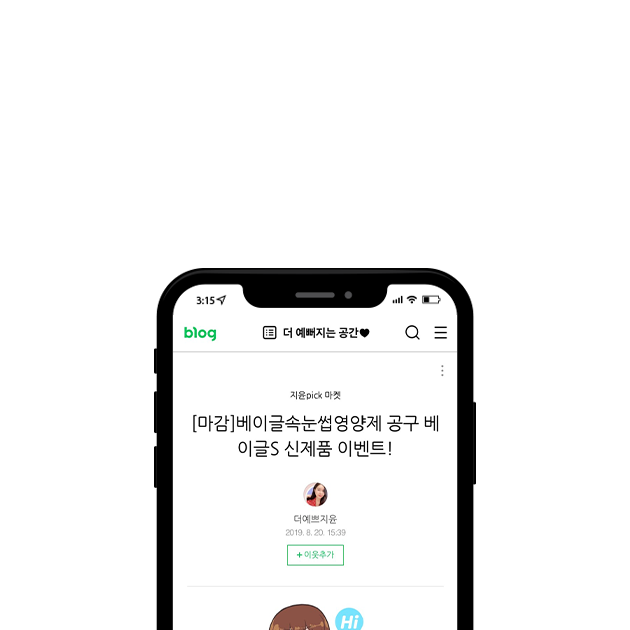 3:15
blog
더 예뻐지는 공간♥
지윤pick 마켓
[마감]베이글속눈썹영양제 공구 베
이글S 신제품 이벤트!
더예쁘지윤
2019. 8. 20. 15:39
+이웃추가
Hi